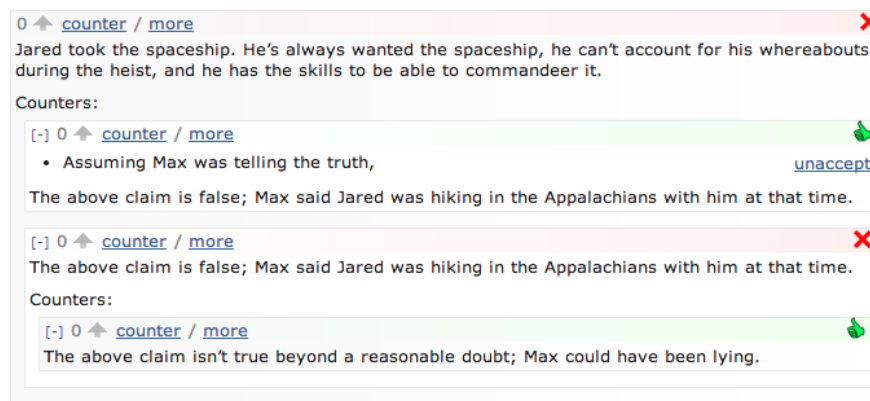 0 counter / more
Jared took the spaceship. He’s always wanted the spaceship, he can’t account for his whereabouts
during the heist, and he has the skills to be able to commandeer it.
Counters:
[-] 0 counter / more
• Assuming Max was telling the truth,
unaccept
The above claim is false; Max said Jared was hiking in the Appalachians with him at that time.
[-] 0 counter / more
The above claim is false; Max said Jared was hiking in the Appalachians with him at that time.
Counters:
[-] 0 counter / more
The above claim isn’t true beyond a reasonable doubt; Max could have been lying.